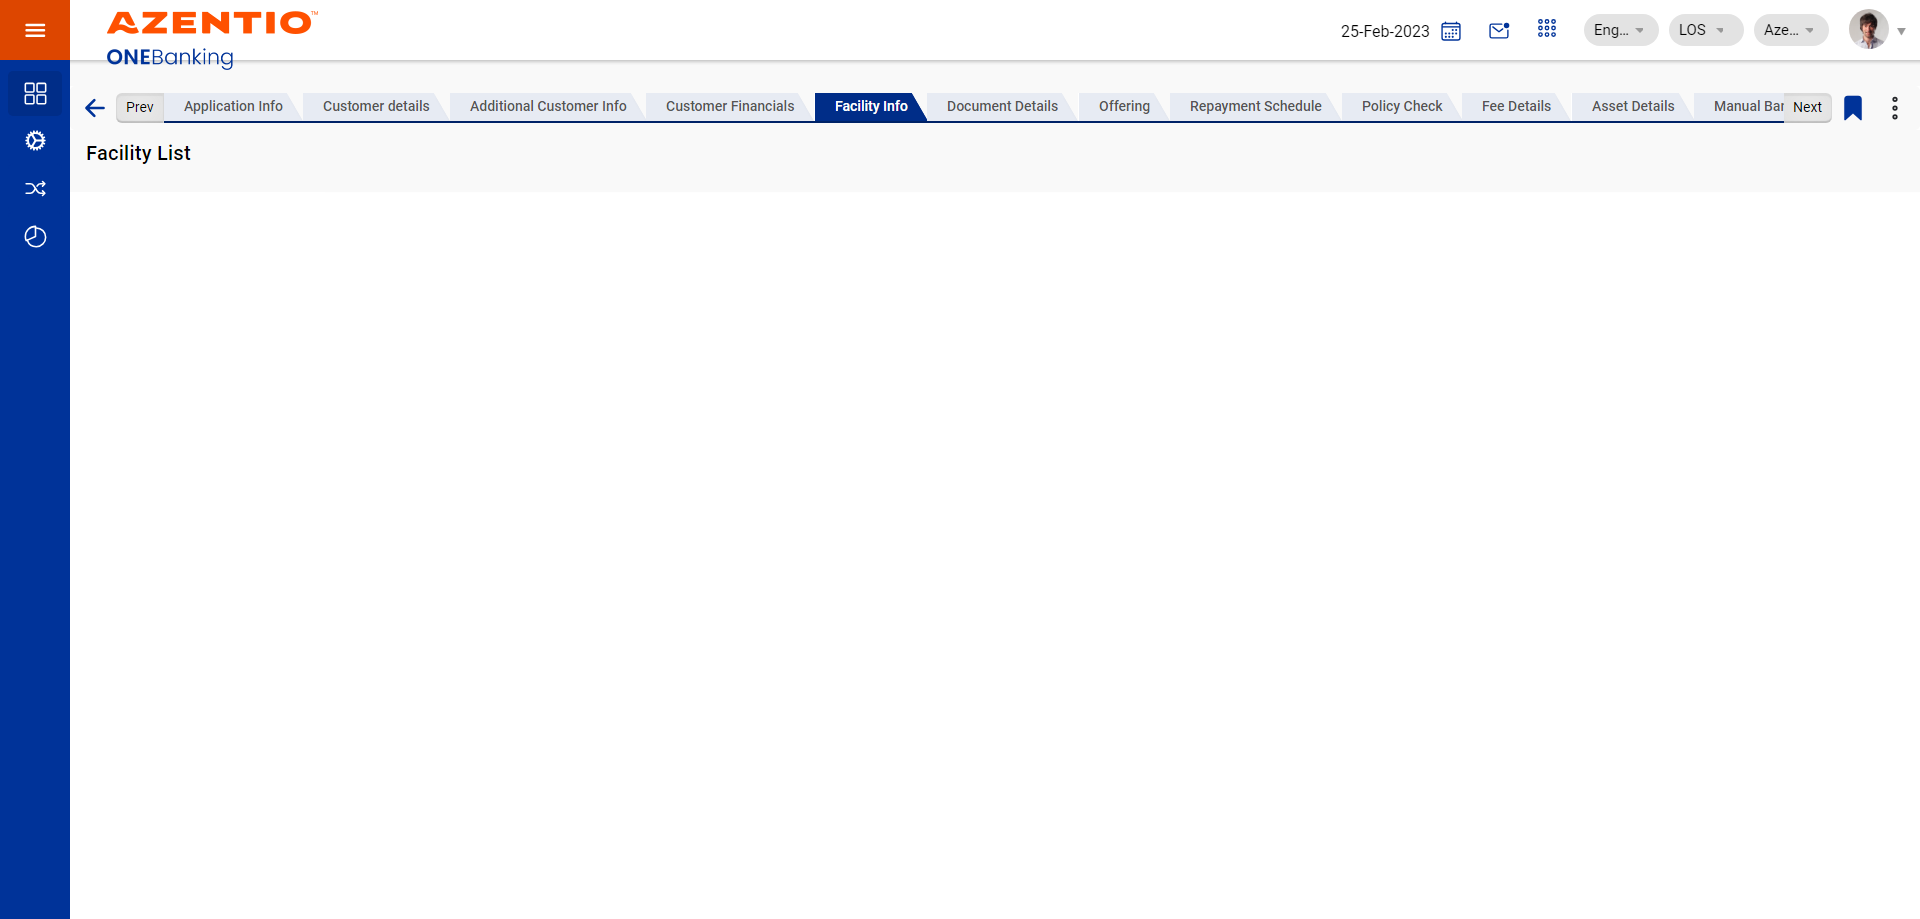 AZENTIO™
ONEBanking
25-Feb-2023
Eng...
LOS
Aze...
Prev
Application Info
Customer details
Additional Customer Info
Customer Financials
Facility Info
Document Details
Offering
Repayment Schedule
Policy Check
Fee Details
Asset Details
Manual Bar
Next
Facility List